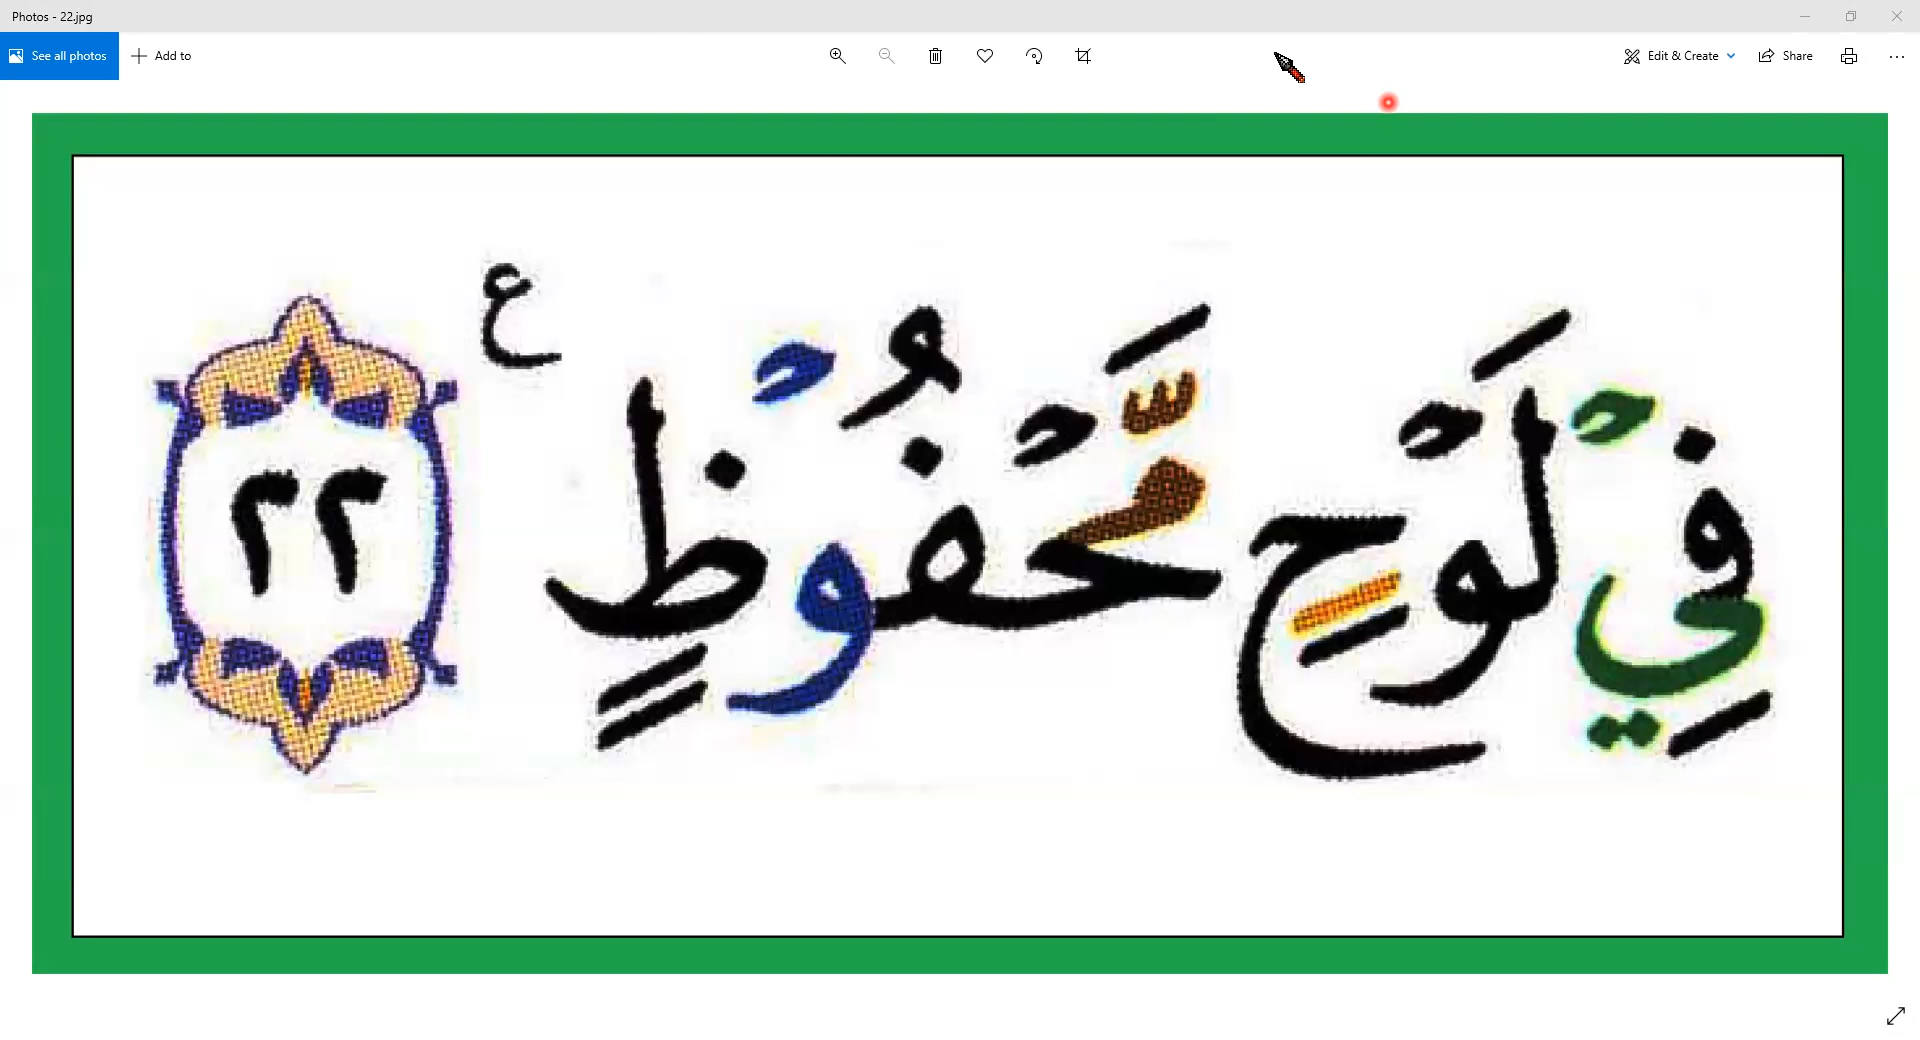 Photos - 22.jpg
See all photos
Add to
Edit & Create
Share
فِي لَوْحٍ مَّحْفُوظٍ ع ٢٢